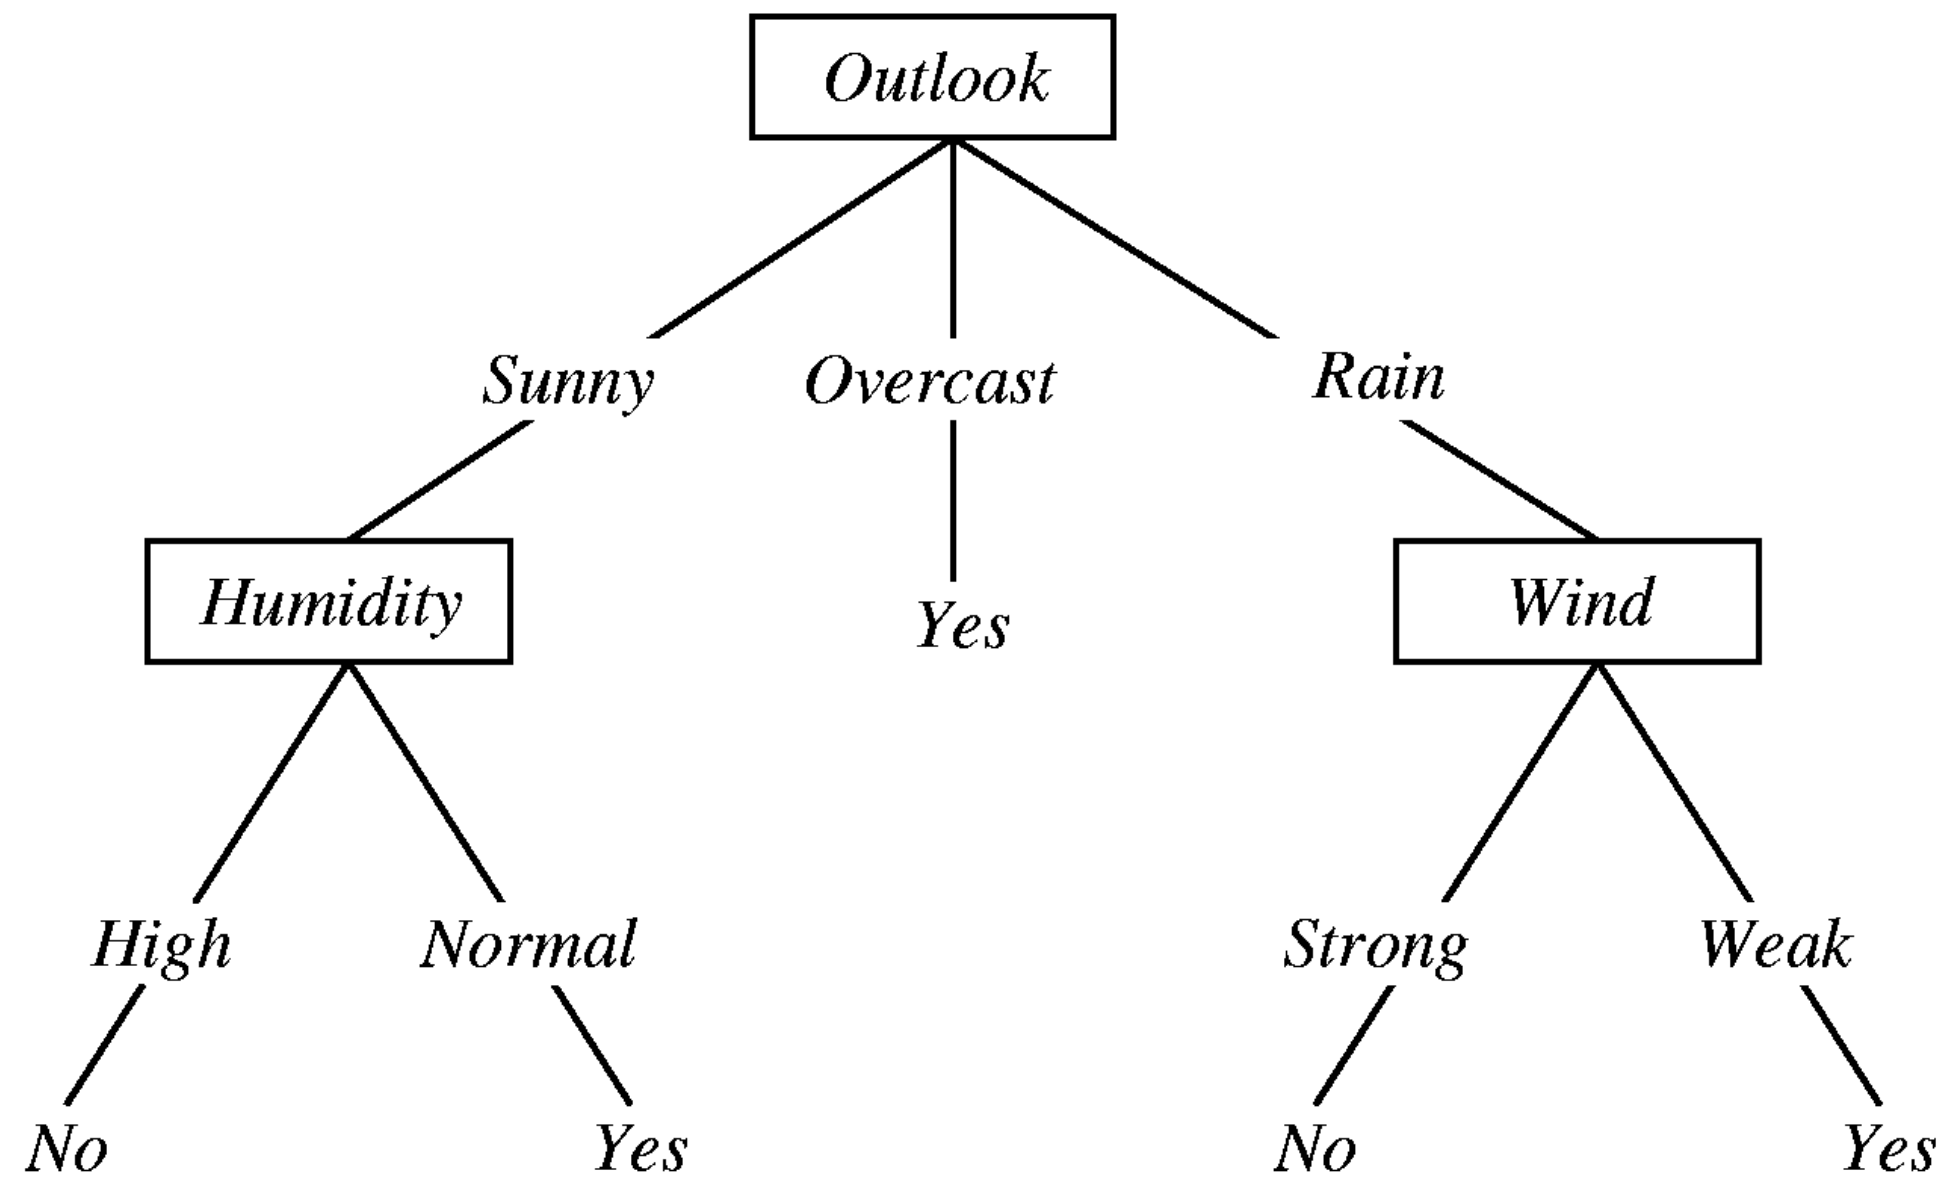 Outlook
Sunny Overcast Rain
Humidity Yes Wind
High Normal Strong Weak
No Yes No Yes